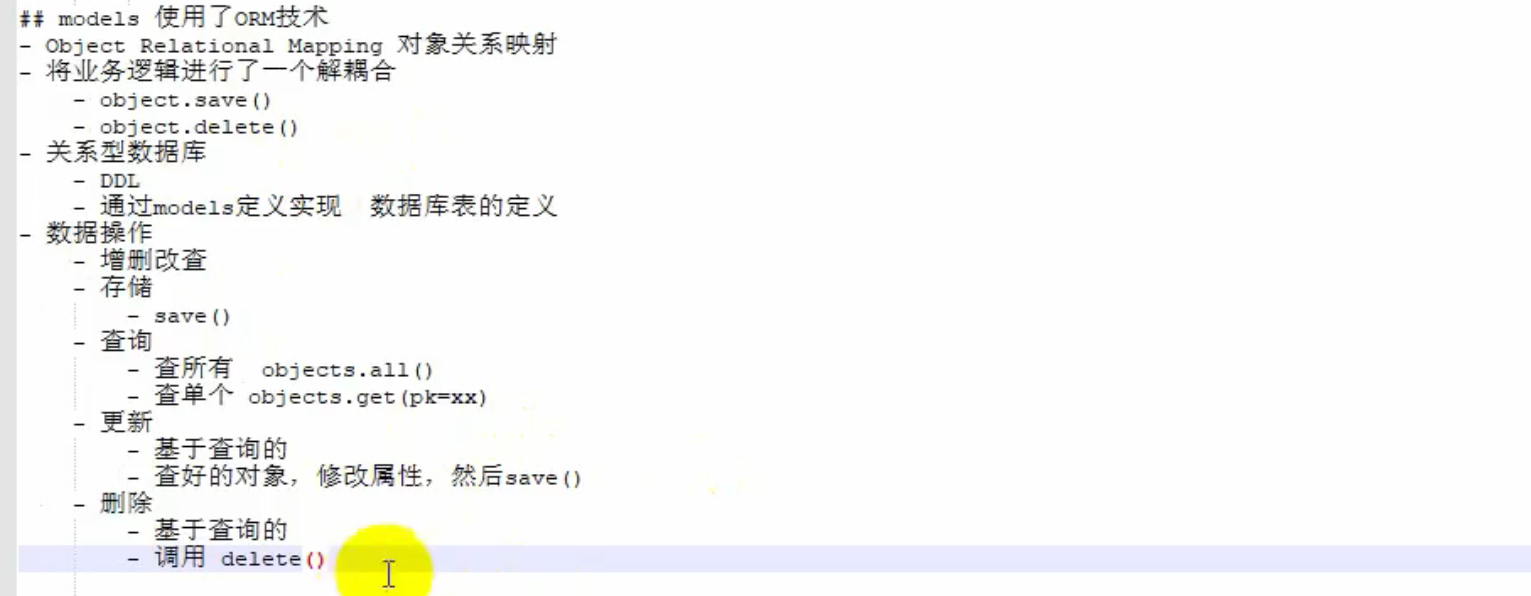 ## models 使用了ORM技术
- Object Relational Mapping 对象关系映射
- 将业务逻辑进行了一个解耦合
- object.save()
- object.delete()
- 关系型数据库
- DDL
- 通过models定义实现 数据库表的定义
- 数据操作
- 增删改查
- 存储
- save()
- 查询
- 查所有 objects.all()
- 查单个 objects.get(pk=xx)
- 更新
- 基于查询的
- 查好的对象，修改属性，然后save()
- 删除
- 基于查询的
- 调用 delete()